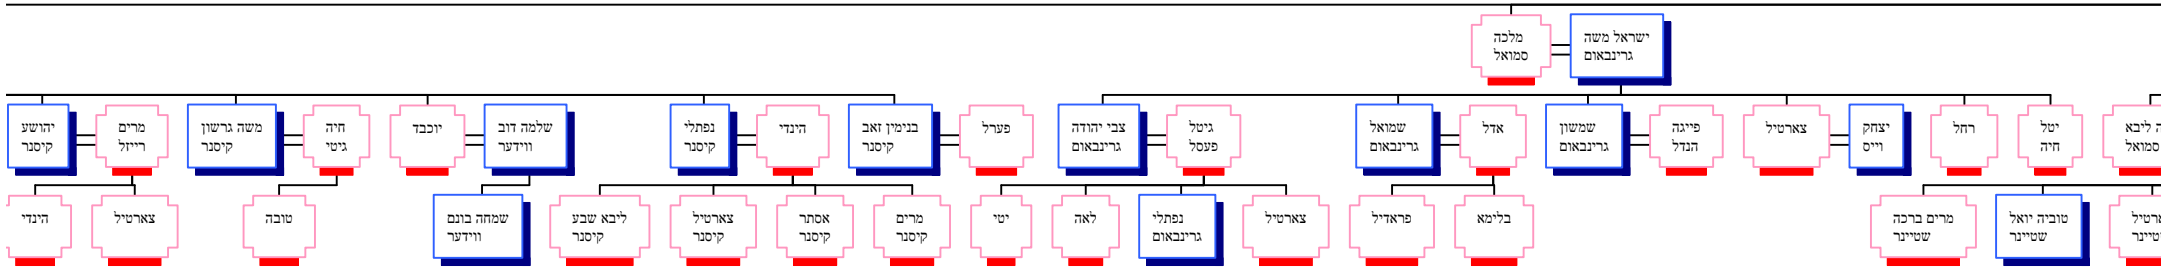 ישראל משה
גרינבאום
מלכה
סמואל
ה ליבא
סמואל
יטל
חיה
רחל
יצחק
וייס
צארטיל
פייגה
הנדל
שמשון
גרינבאום
אדל
שמואל
גרינבאום
גיטל
פעסל
צבי יהודה
גרינבאום
פערל
בנימין זאב
קיסנר
הינדי
נפתלי
קיסנר
שלמה דוב
ווידער
יוכבד
חיה
גיטי
משה גרשון
קיסנר
מרים
רייזל
יהושע
קיסנר
ארטיל
שטיינר
טוביה יואל
שטיינר
מרים ברכה
שטיינר
בלימא
פראדיל
צארטיל
נפתלי
גרינבאום
לאה
יטי
מרים
קיסנר
אסתר
קיסנר
צארטיל
קיסנר
ליבא שבע
קיסנר
שמחה בונם
ווידער
טובה
צארטיל
הינדי